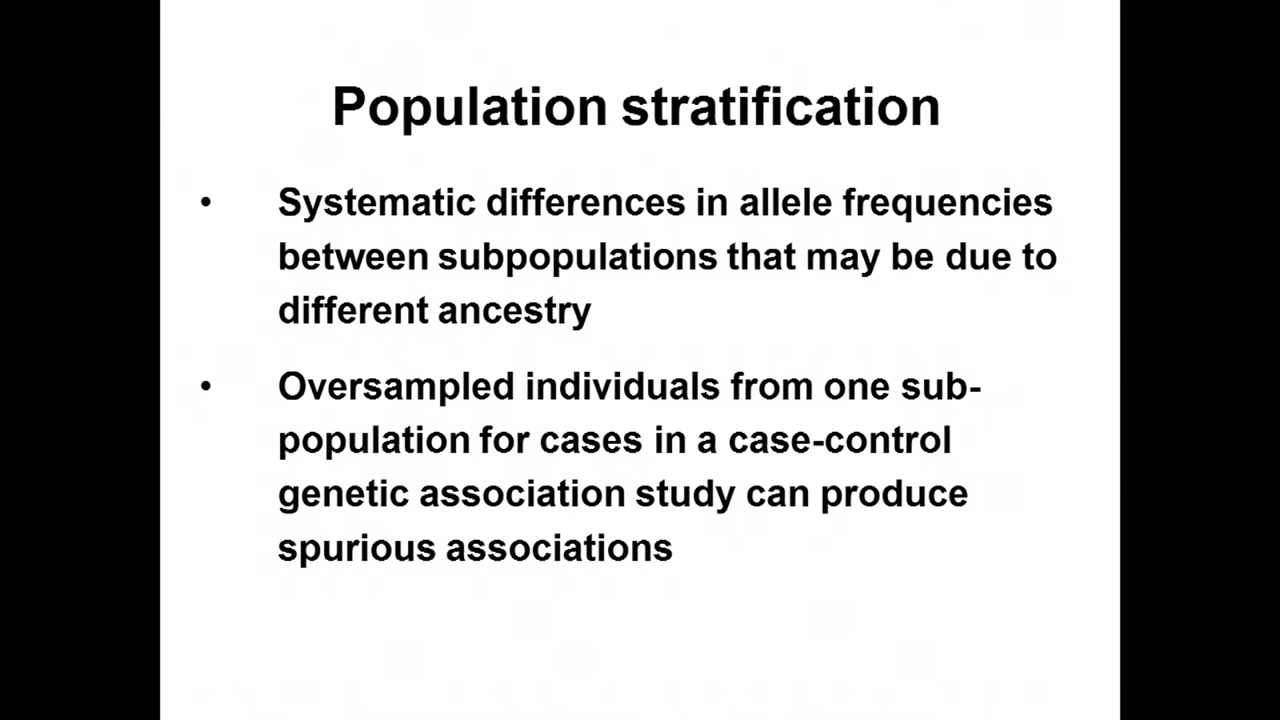 Population stratification
• Systematic differences in allele frequencies
between subpopulations that may be due to
different ancestry
• Oversampled individuals from one sub-
population for cases in a case-control
genetic association study can produce
spurious associations